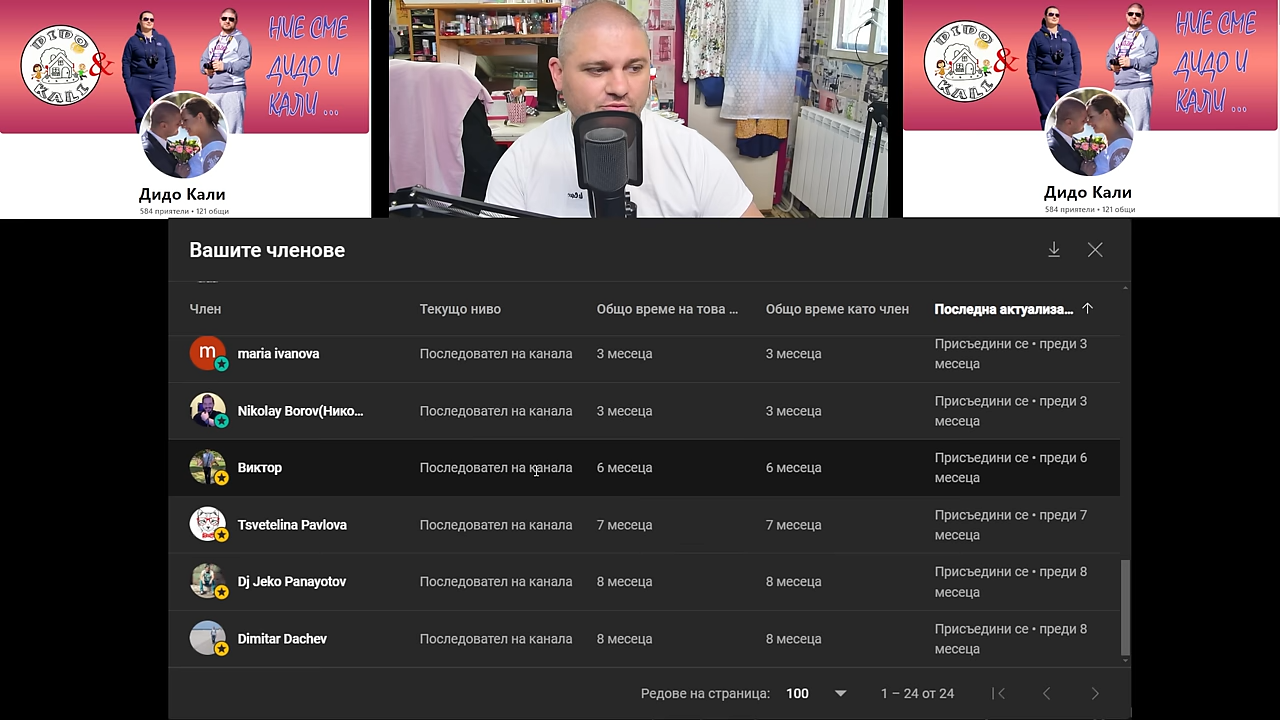 DIDO
&
KALI
НИЕ СМЕ
ДИДО И
КАЛИ ...
Дидо Кали
584 приятели • 121 общи
DIDO
&
KALI
НИЕ СМЕ
ДИДО И
КАЛИ ...
Дидо Кали
584 приятели • 121 общи
Вашите членове
Член Текущо ниво Общо време на това ... Общо време като член Последна актуализа...
m maria ivanova Последовател на канала 3 месеца 3 месеца Присъедини се • преди 3
месеца
Nikolay Borov(Нико... Последовател на канала 3 месеца 3 месеца Присъедини се • преди 3
месеца
Виктор Последовател на канала 6 месеца 6 месеца Присъедини се • преди 6
месеца
Tsvetelina Pavlova Последовател на канала 7 месеца 7 месеца Присъедини се • преди 7
месеца
Dj Jeko Panayotov Последовател на канала 8 месеца 8 месеца Присъедини се • преди 8
месеца
Dimitar Dachev Последовател на канала 8 месеца 8 месеца Присъедини се • преди 8
месеца
Редове на страница: 100 1 – 24 от 24